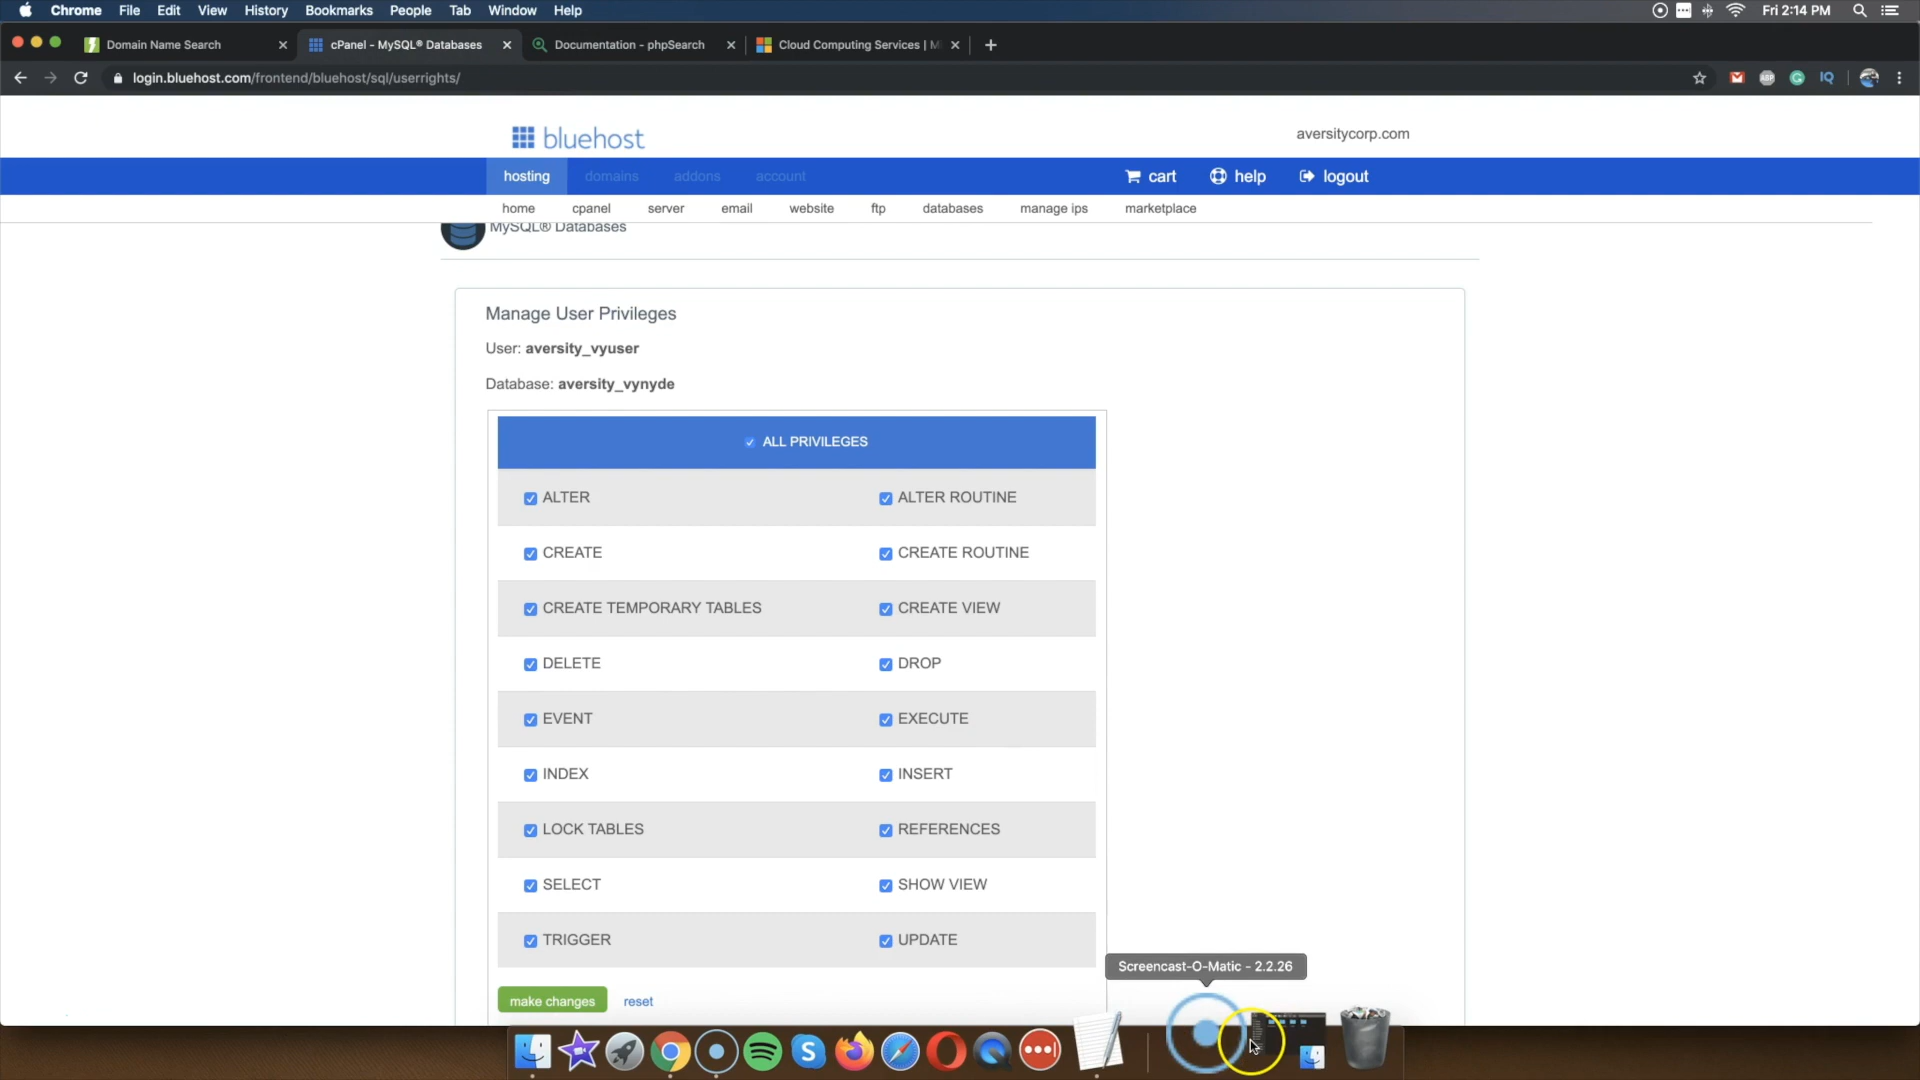 Chrome File Edit View History Bookmarks People Tab Window Help Fri 2:14 PM
Domain Name Search cPanel - MySQL® Databases Documentation - phpSearch Cloud Computing Services | M
login.bluehost.com/frontend/bluehost/sql/userrights/
bluehost
aversitycorp.com
hosting domains addons account cart help logout
home cpanel server email website ftp databases manage ips marketplace
MySQL® Databases
Manage User Privileges
User: aversity_vyuser
Database: aversity_vynyde
ALL PRIVILEGES
ALTER ALTER ROUTINE
CREATE CREATE ROUTINE
CREATE TEMPORARY TABLES CREATE VIEW
DELETE DROP
EVENT EXECUTE
INDEX INSERT
LOCK TABLES REFERENCES
SELECT SHOW VIEW
TRIGGER UPDATE
Screencast-O-Matic - 2.2.26
make changes reset